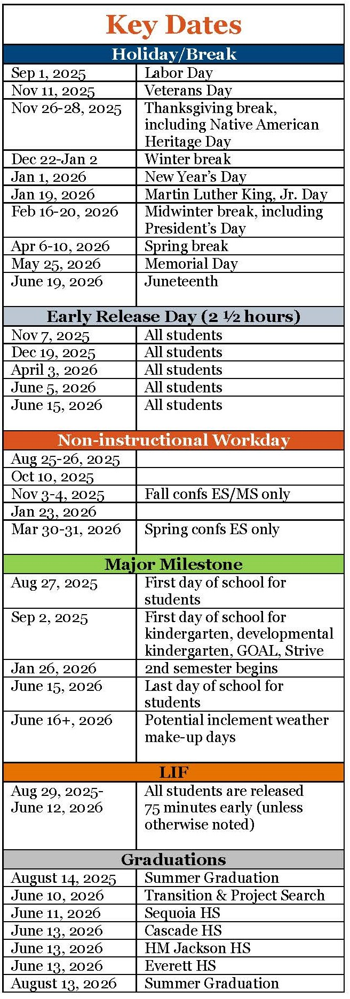 Key Dates
Holiday/Break
Sep 1, 2025 Labor Day
Nov 11, 2025 Veterans Day
Nov 26-28, 2025 Thanksgiving break,
including Native American
Heritage Day
Dec 22-Jan 2 Winter break
Jan 1, 2026 New Year’s Day
Jan 19, 2026 Martin Luther King, Jr. Day
Feb 16-20, 2026 Midwinter break, including
President’s Day
Apr 6-10, 2026 Spring break
May 25, 2026 Memorial Day
June 19, 2026 Juneteenth
Early Release Day (2 ½ hours)
Nov 7, 2025 All students
Dec 19, 2025 All students
April 3, 2026 All students
June 5, 2026 All students
June 15, 2026 All students
Non-instructional Workday
Aug 25-26, 2025
Oct 10, 2025
Nov 3-4, 2025 Fall confs ES/MS only
Jan 23, 2026
Mar 30-31, 2026 Spring confs ES only
Major Milestone
Aug 27, 2025 First day of school for
students
Sep 2, 2025 First day of school for
kindergarten, developmental
kindergarten, GOAL, Strive
Jan 26, 2026 2nd semester begins
June 15, 2026 Last day of school for
students
June 16+, 2026 Potential inclement weather
make-up days
LIF
Aug 29, 2025- All students are released
June 12, 2026 75 minutes early (unless
otherwise noted)
Graduations
August 14, 2025 Summer Graduation
June 10, 2026 Transition & Project Search
June 11, 2026 Sequoia HS
June 13, 2026 Cascade HS
June 13, 2026 HM Jackson HS
June 13, 2026 Everett HS
August 13, 2026 Summer Graduation